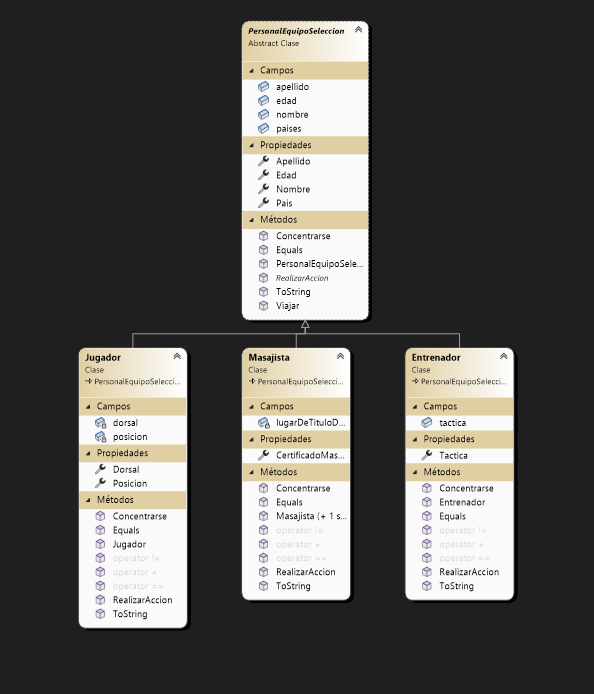 PersonalEquipoSeleccion
Abstract Clase
Campos
apellido
edad
nombre
paises
Propiedades
Apellido
Edad
Nombre
Pais
Métodos
Concentrarse
Equals
PersonalEquipoSele...
RealizarAccion
ToString
Viajar
Jugador
Clase
PersonalEquipoSelecci...
Campos
dorsal
posicion
Propiedades
Dorsal
Posicion
Métodos
Concentrarse
Equals
Jugador
operator !=
operator +
operator ==
RealizarAccion
ToString
Masajista
Clase
PersonalEquipoSelecci...
Campos
lugarDeTituloD...
Propiedades
CertificadoMas...
Métodos
Concentrarse
Equals
Masajista (+ 1 s...
operator !=
operator +
operator ==
RealizarAccion
ToString
Entrenador
Clase
PersonalEquipoSelecci...
Campos
tactica
Propiedades
Tactica
Métodos
Concentrarse
Entrenador
Equals
operator !=
operator +
operator ==
RealizarAccion
ToString